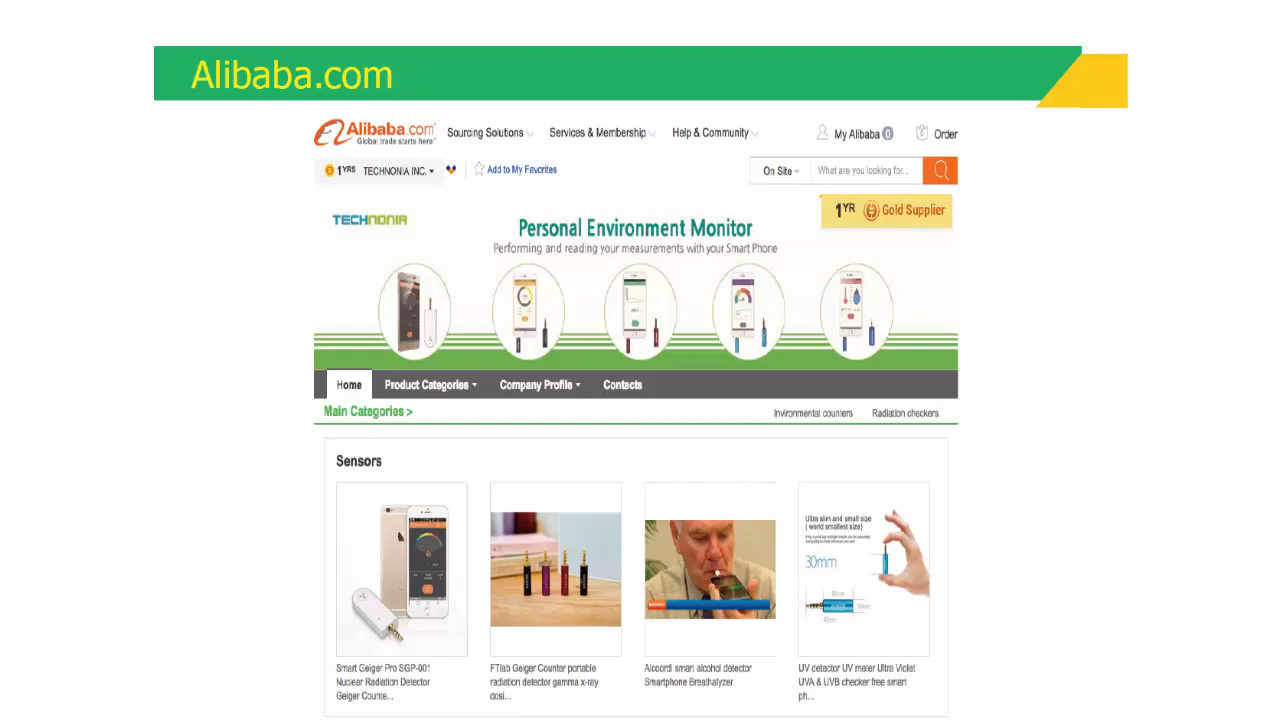 Alibaba.com
Alibaba.com
Global trade starts here
Sourcing Solutions
Services & Membership
Help & Community
My Alibaba 0
Order
1YRS TECHNONIA INC.
Add to My Favorites
On Site
What are you looking for...
TECHNONIA
Personal Environment Monitor
Performing and reading your measurements with your Smart Phone
1YR Gold Supplier
Home
Product Categories
Company Profile
Contacts
Main Categories >
Invironmental counters
Radiation checkers
Sensors
Ultra slim and small size
( world smallest size)
30mm
Smart Geiger Pro SGP-001
Nuclear Radiation Detector
Geiger Counte...
FTlab Geiger Counter portable
radiation detector gamma x-ray
dosi...
Alcoordi smart alcohol detector
Smartphone Breathalyzer
UV detector UV meter Ultra Violet
UVA & UVB checker free smart
ph...